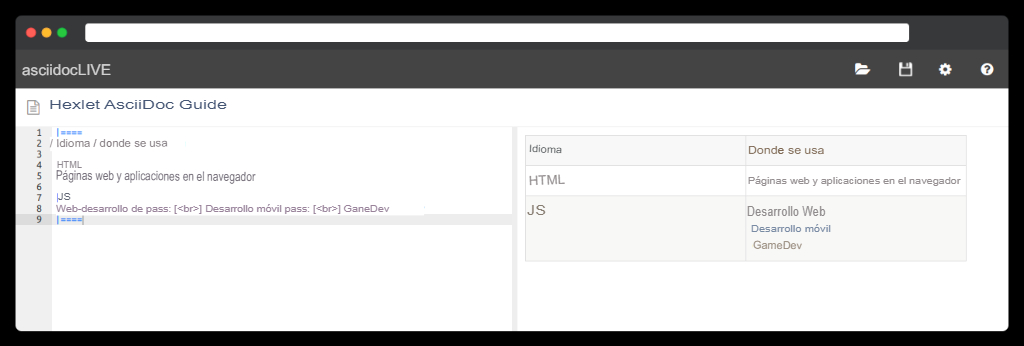 asciidocLIVE
Hexlet AsciiDoc Guide
1 |====
2 / Idioma / donde se usa
3
4 HTML
5 Páginas web y aplicaciones en el navegador
6
7 |JS
8 Web-desarrollo de pass: [<br>] Desarrollo móvil pass: [<br>] GaneDev
9 |====
Idioma Donde se usa
HTML Páginas web y aplicaciones en el navegador
JS Desarrollo Web
Desarrollo móvil
GameDev